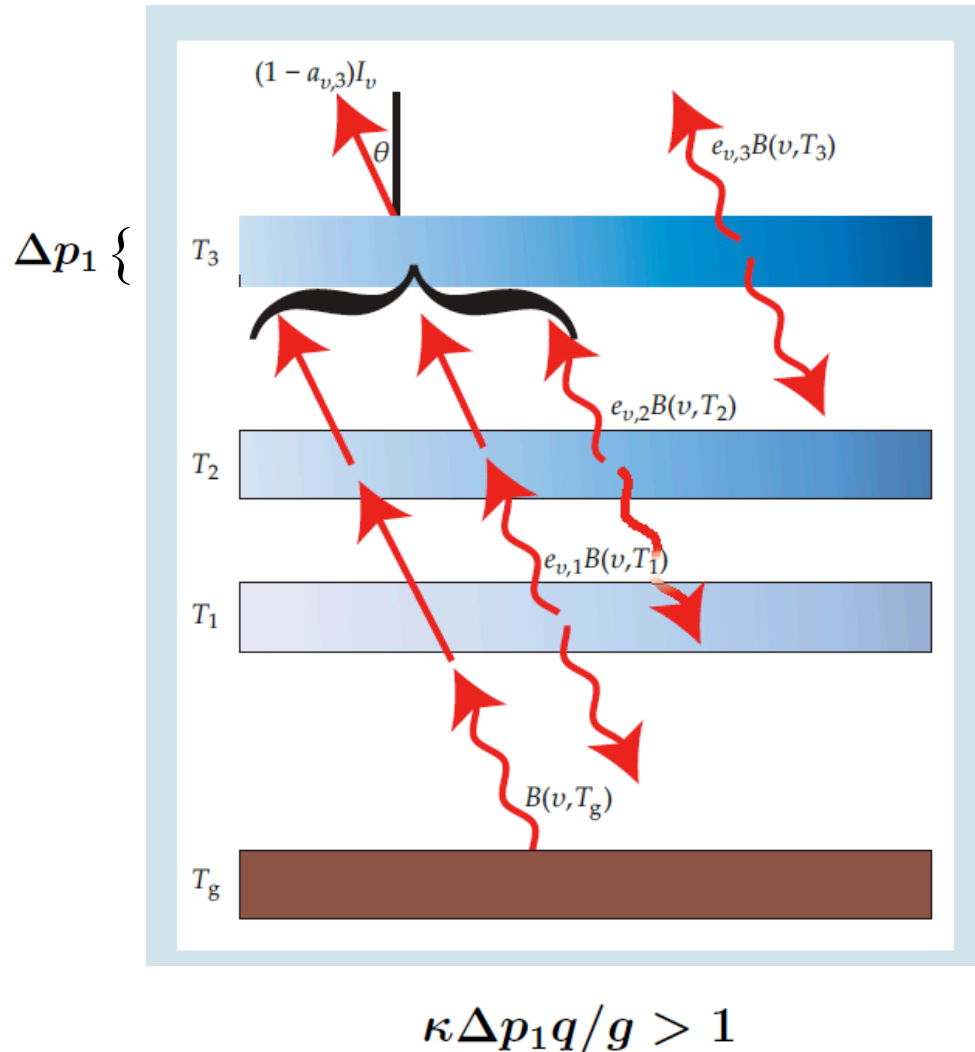 (1 − a_{υ,3})I_υ
θ
e_{υ,3}B(υ,T_3)
Δp_1 {
T_3
e_{υ,2}B(υ,T_2)
T_2
e_{υ,1}B(υ,T_1)
T_1
B(υ,T_g)
T_g
κΔp_1q/g > 1